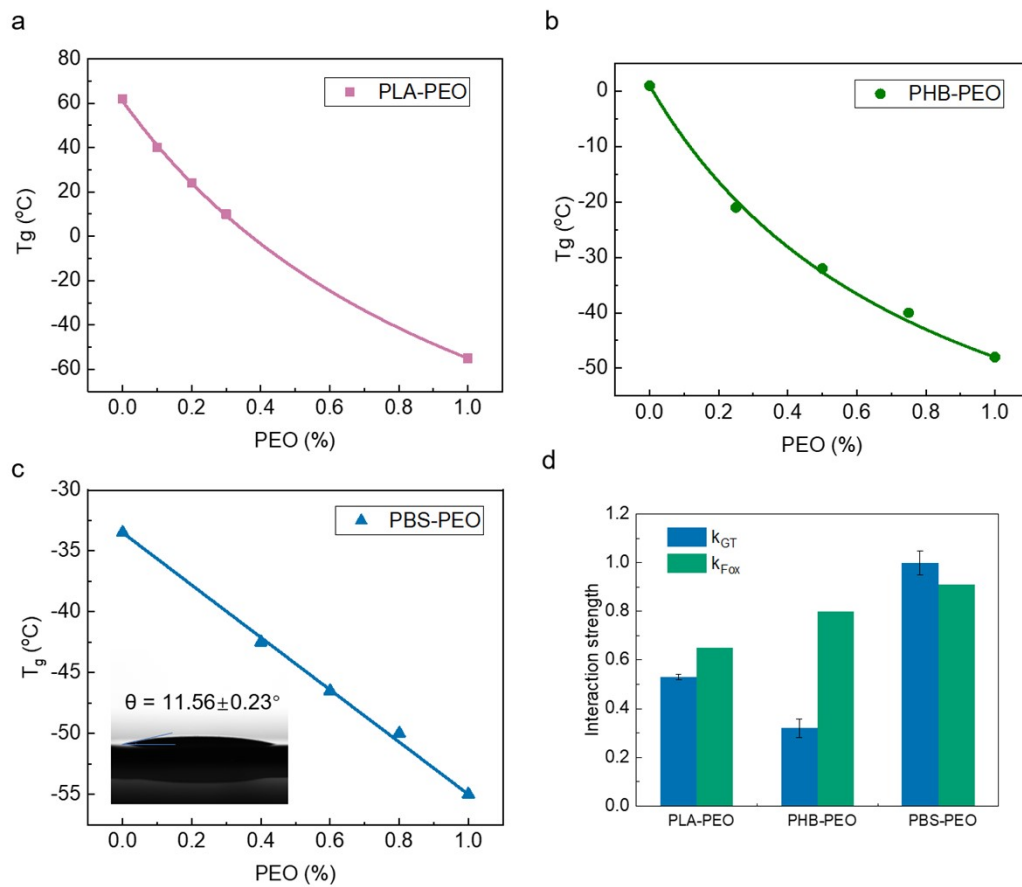 a
80
60
40
20
0
-20
-40
-60
Tg (°C)
PLA-PEO
0.0 0.2 0.4 0.6 0.8 1.0
PEO (%)
b
0
-10
-20
-30
-40
-50
Tg (°C)
PHB-PEO
0.0 0.2 0.4 0.6 0.8 1.0
PEO (%)
c
-30
-35
-40
-45
-50
-55
Tg (°C)
PBS-PEO
θ = 11.56±0.23°
0.0 0.2 0.4 0.6 0.8 1.0
PEO (%)
d
1.2
1.0
0.8
0.6
0.4
0.2
0.0
Interaction strength
kGT
kFox
PLA-PEO PHB-PEO PBS-PEO